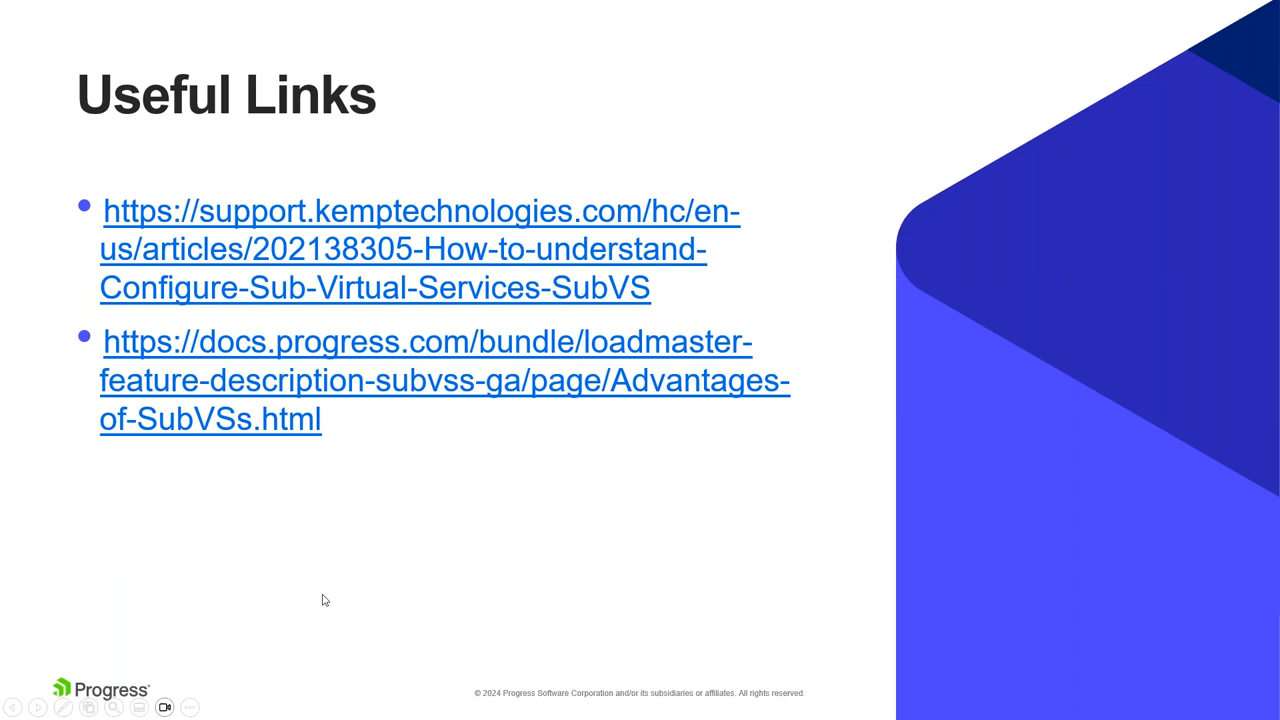 Useful Links
https://support.kemptechnologies.com/hc/en-
us/articles/202138305-How-to-understand-
Configure-Sub-Virtual-Services-SubVS
https://docs.progress.com/bundle/loadmaster-
feature-description-subvss-ga/page/Advantages-
of-SubVSs.html
Progress
© 2024 Progress Software Corporation and/or its subsidiaries or affiliates. All rights reserved.